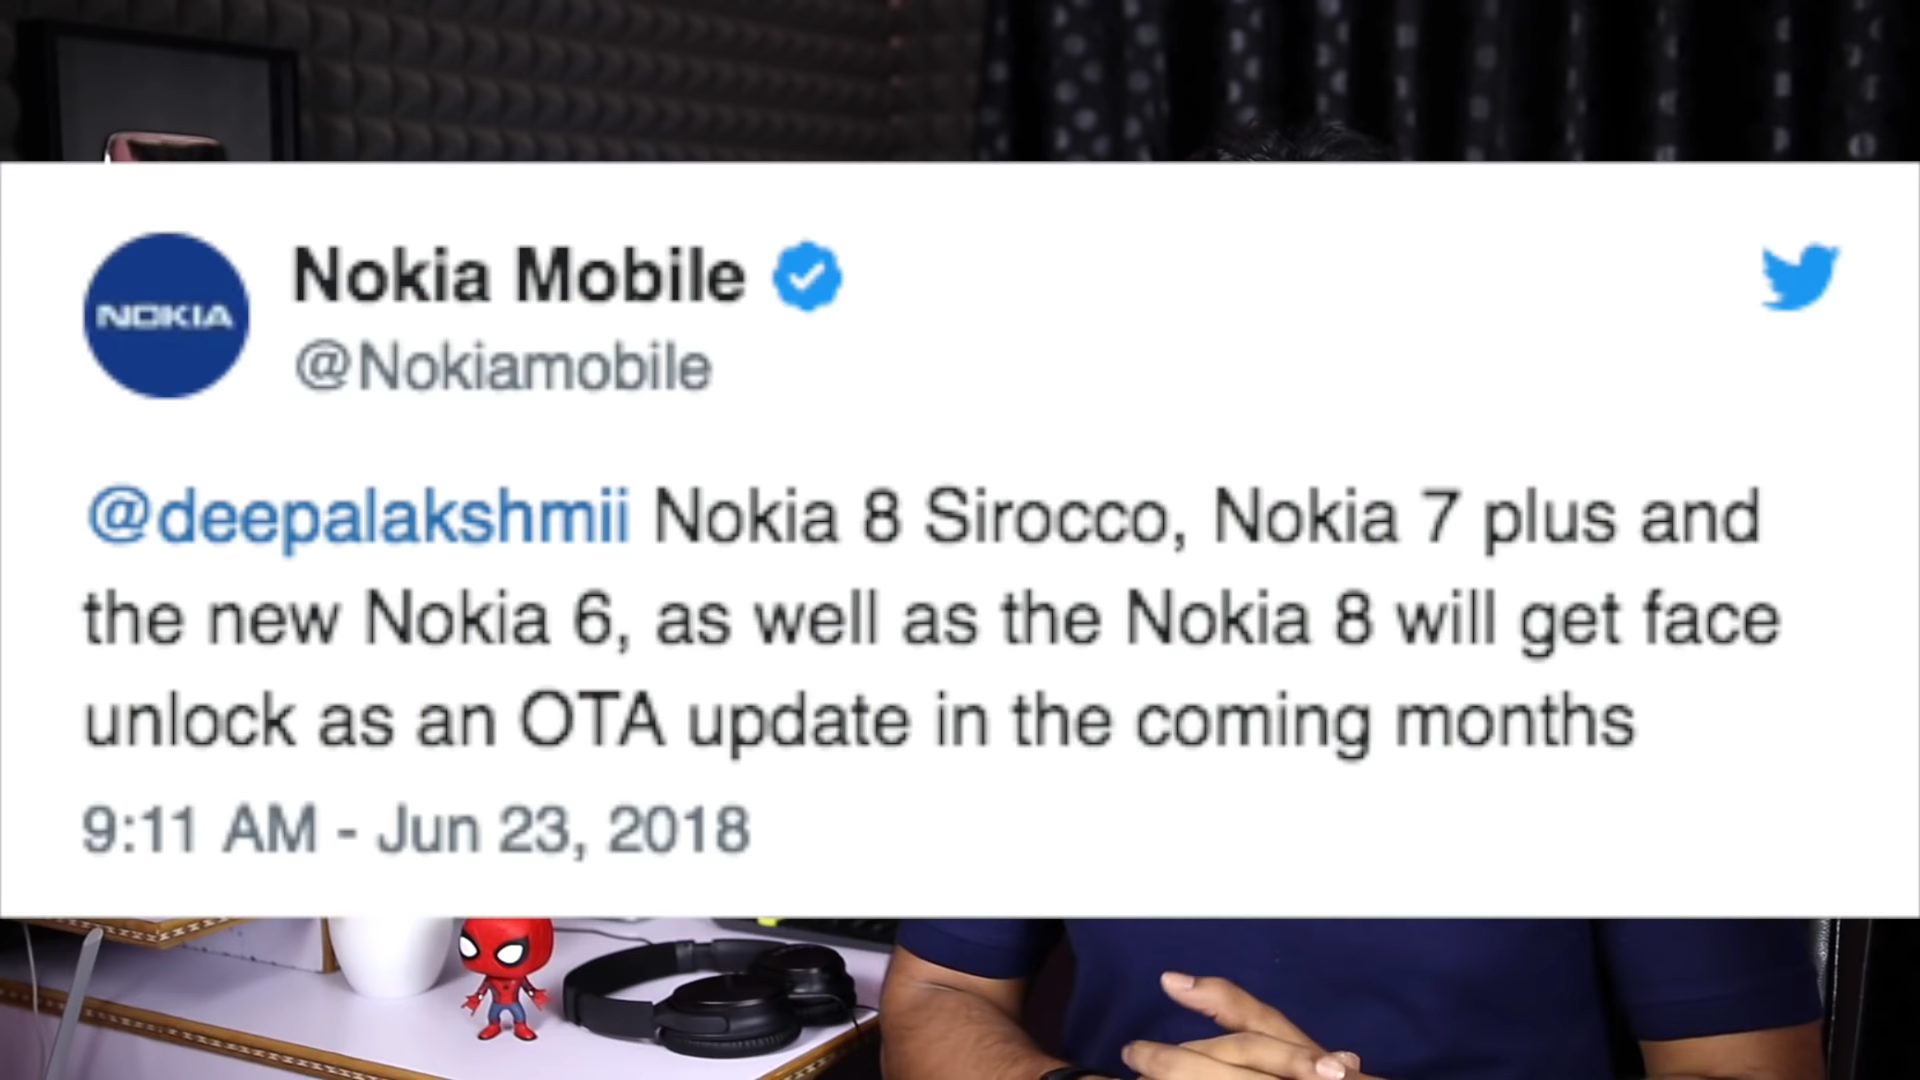 NOKIA
Nokia Mobile
@Nokiamobile
@deepalakshmii Nokia 8 Sirocco, Nokia 7 plus and
the new Nokia 6, as well as the Nokia 8 will get face
unlock as an OTA update in the coming months
9:11 AM - Jun 23, 2018